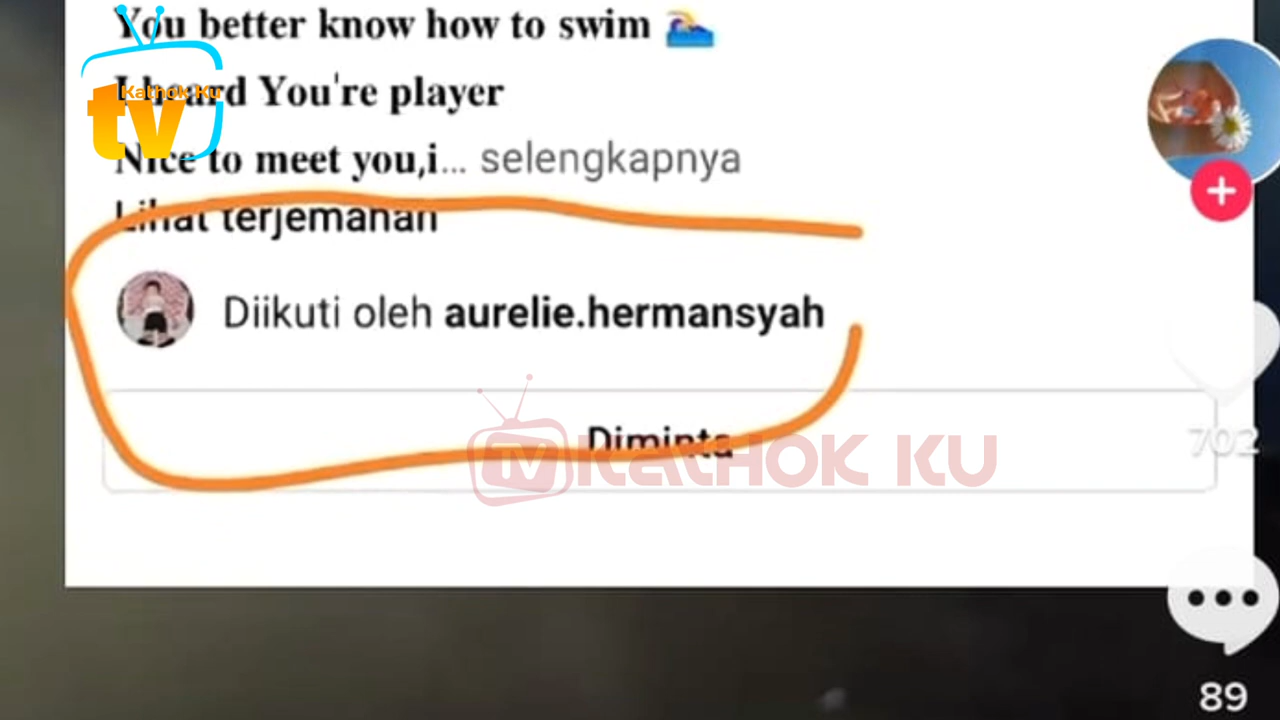 You better know how to swim
Kathok Ku
tv
I heard You're player
Nice to meet you,i... selengkapnya
Lihat terjemahan
Diikuti oleh aurelie.hermansyah
Diminta
tv KATHOK KU
702
89